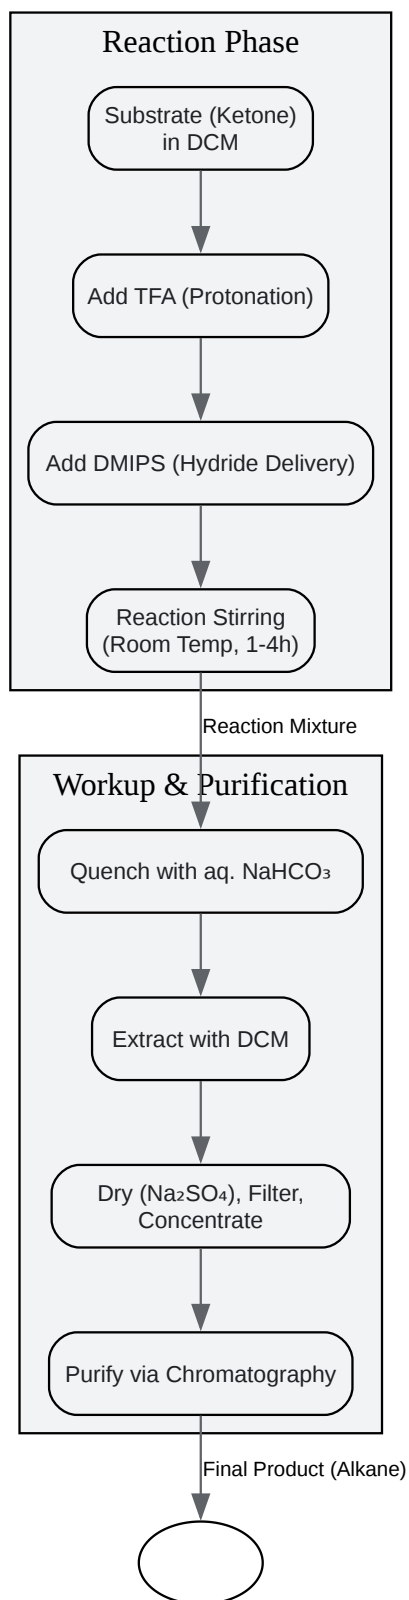 Reaction Phase
Substrate (Ketone)
in DCM
Add TFA (Protonation)
Add DMIPS (Hydride Delivery)
Reaction Stirring
(Room Temp, 1-4h)
Reaction Mixture
Workup & Purification
Quench with aq. NaHCO₃
Extract with DCM
Dry (Na₂SO₄), Filter,
Concentrate
Purify via Chromatography
Final Product (Alkane)